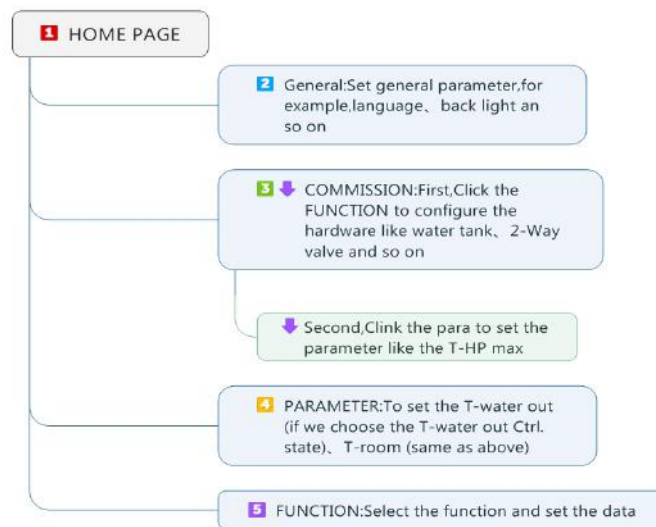 1 HOME PAGE
2 General:Set general parameter,for
example,language、back light an
so on
3 COMMISSION:First,Click the
FUNCTION to configure the
hardware like water tank、2-Way
valve and so on
Second,Clink the para to set the
parameter like the T-HP max
4 PARAMETER:To set the T-water out
(if we choose the T-water out Ctrl.
state)、T-room (same as above)
5 FUNCTION:Select the function and set the data